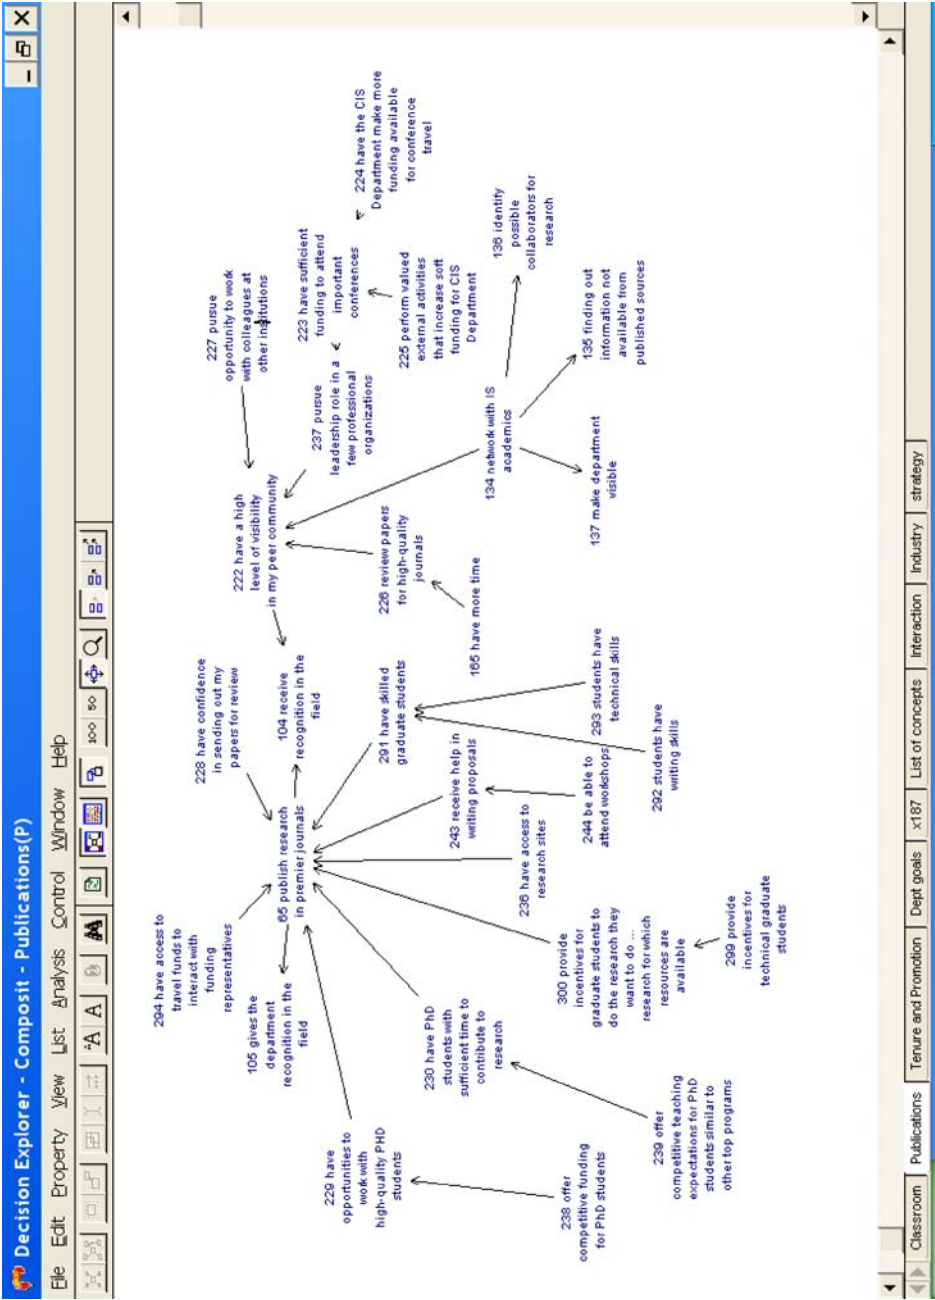 Decision Explorer - Composit - Publications(P)
File Edit Property View List Analysis Control Window Help
A A
100 50
294 have access to
travel funds to
interact with
funding
representatives
228 have confidence
in sending out my
papers for review
227 pursue
opportunity to work
with colleagues at
other institutions
222 have a high
level of visibility
in my peer community
105 gives the
department
recognition in the
field
65 publish research
in premier journals
104 receive
recognition in the
field
237 pursue
leadership role in a
few professional
organizations
223 have sufficient
funding to attend
important
conferences
224 have the CIS
Department make more
funding available
for conference
travel
229 have
opportunities to
work with
high-quality PHD
students
230 have PhD
students with
sufficient time to
contribute to
research
291 have skilled
graduate students
226 review papers
for high-quality
journals
225 perform valued
external activities
that increase soft
funding for CIS
Department
243 receive help in
writing proposals
165 have more time
134 network with IS
academics
136 identify
possible
collaborators for
research
236 have access to
research sites
238 offer
competitive funding
for PhD students
300 provide
incentives for
graduate students to
do the research they
want to do ...
research for which
resources are
available
244 be able to
attend workshops
293 students have
technical skills
137 make department
visible
135 finding out
information not
available from
published sources
239 offer
competitive teaching
expectations for PhD
students similar to
other top programs
292 students have
writing skills
299 provide
incentives for
technical graduate
students
Classroom Publications Tenure and Promotion Dept goals x187 List of concepts Interaction Industry strategy